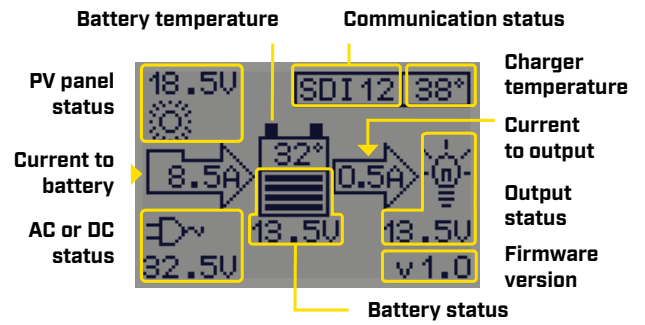 Battery temperature
Communication status
PV panel
status
18.5V
SDI12
38°
Charger
temperature
Current
to output
Current to
battery
8.5A
32°
0.5A
Output
status
AC or DC
status
32.5V
13.5V
13.5V
v1.0
Firmware
version
Battery status